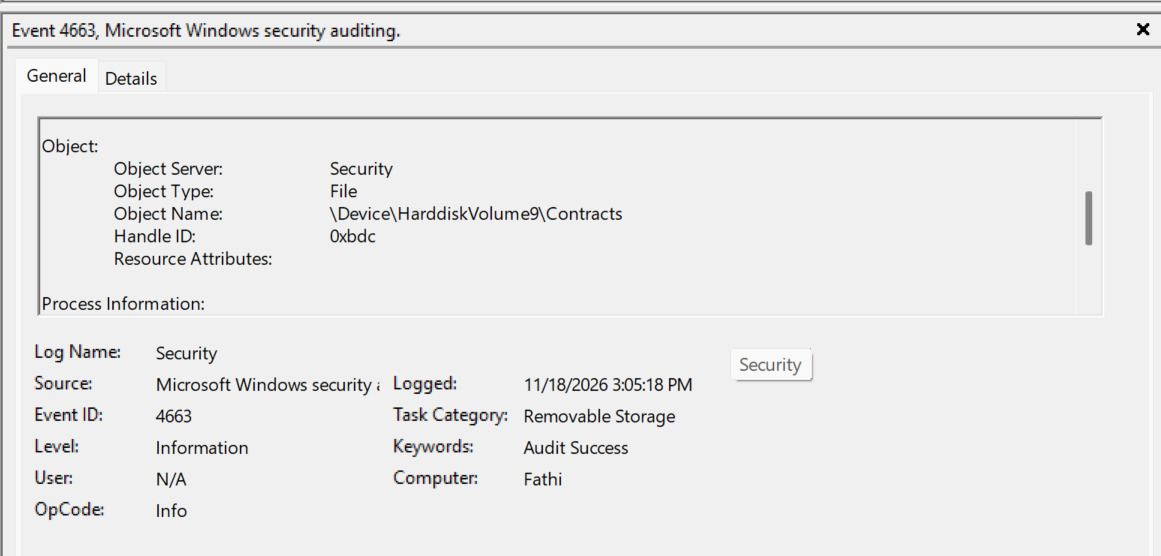 Event 4663, Microsoft Windows security auditing.
General Details
Object:
Object Server: Security
Object Type: File
Object Name: \Device\HarddiskVolume9\Contracts
Handle ID: 0xbdc
Resource Attributes:
Process Information:
Log Name: Security
Security
Source: Microsoft Windows security Logged: 11/18/2026 3:05:18 PM
Event ID: 4663 Task Category: Removable Storage
Level: Information Keywords: Audit Success
User: N/A Computer: Fathi
OpCode: Info